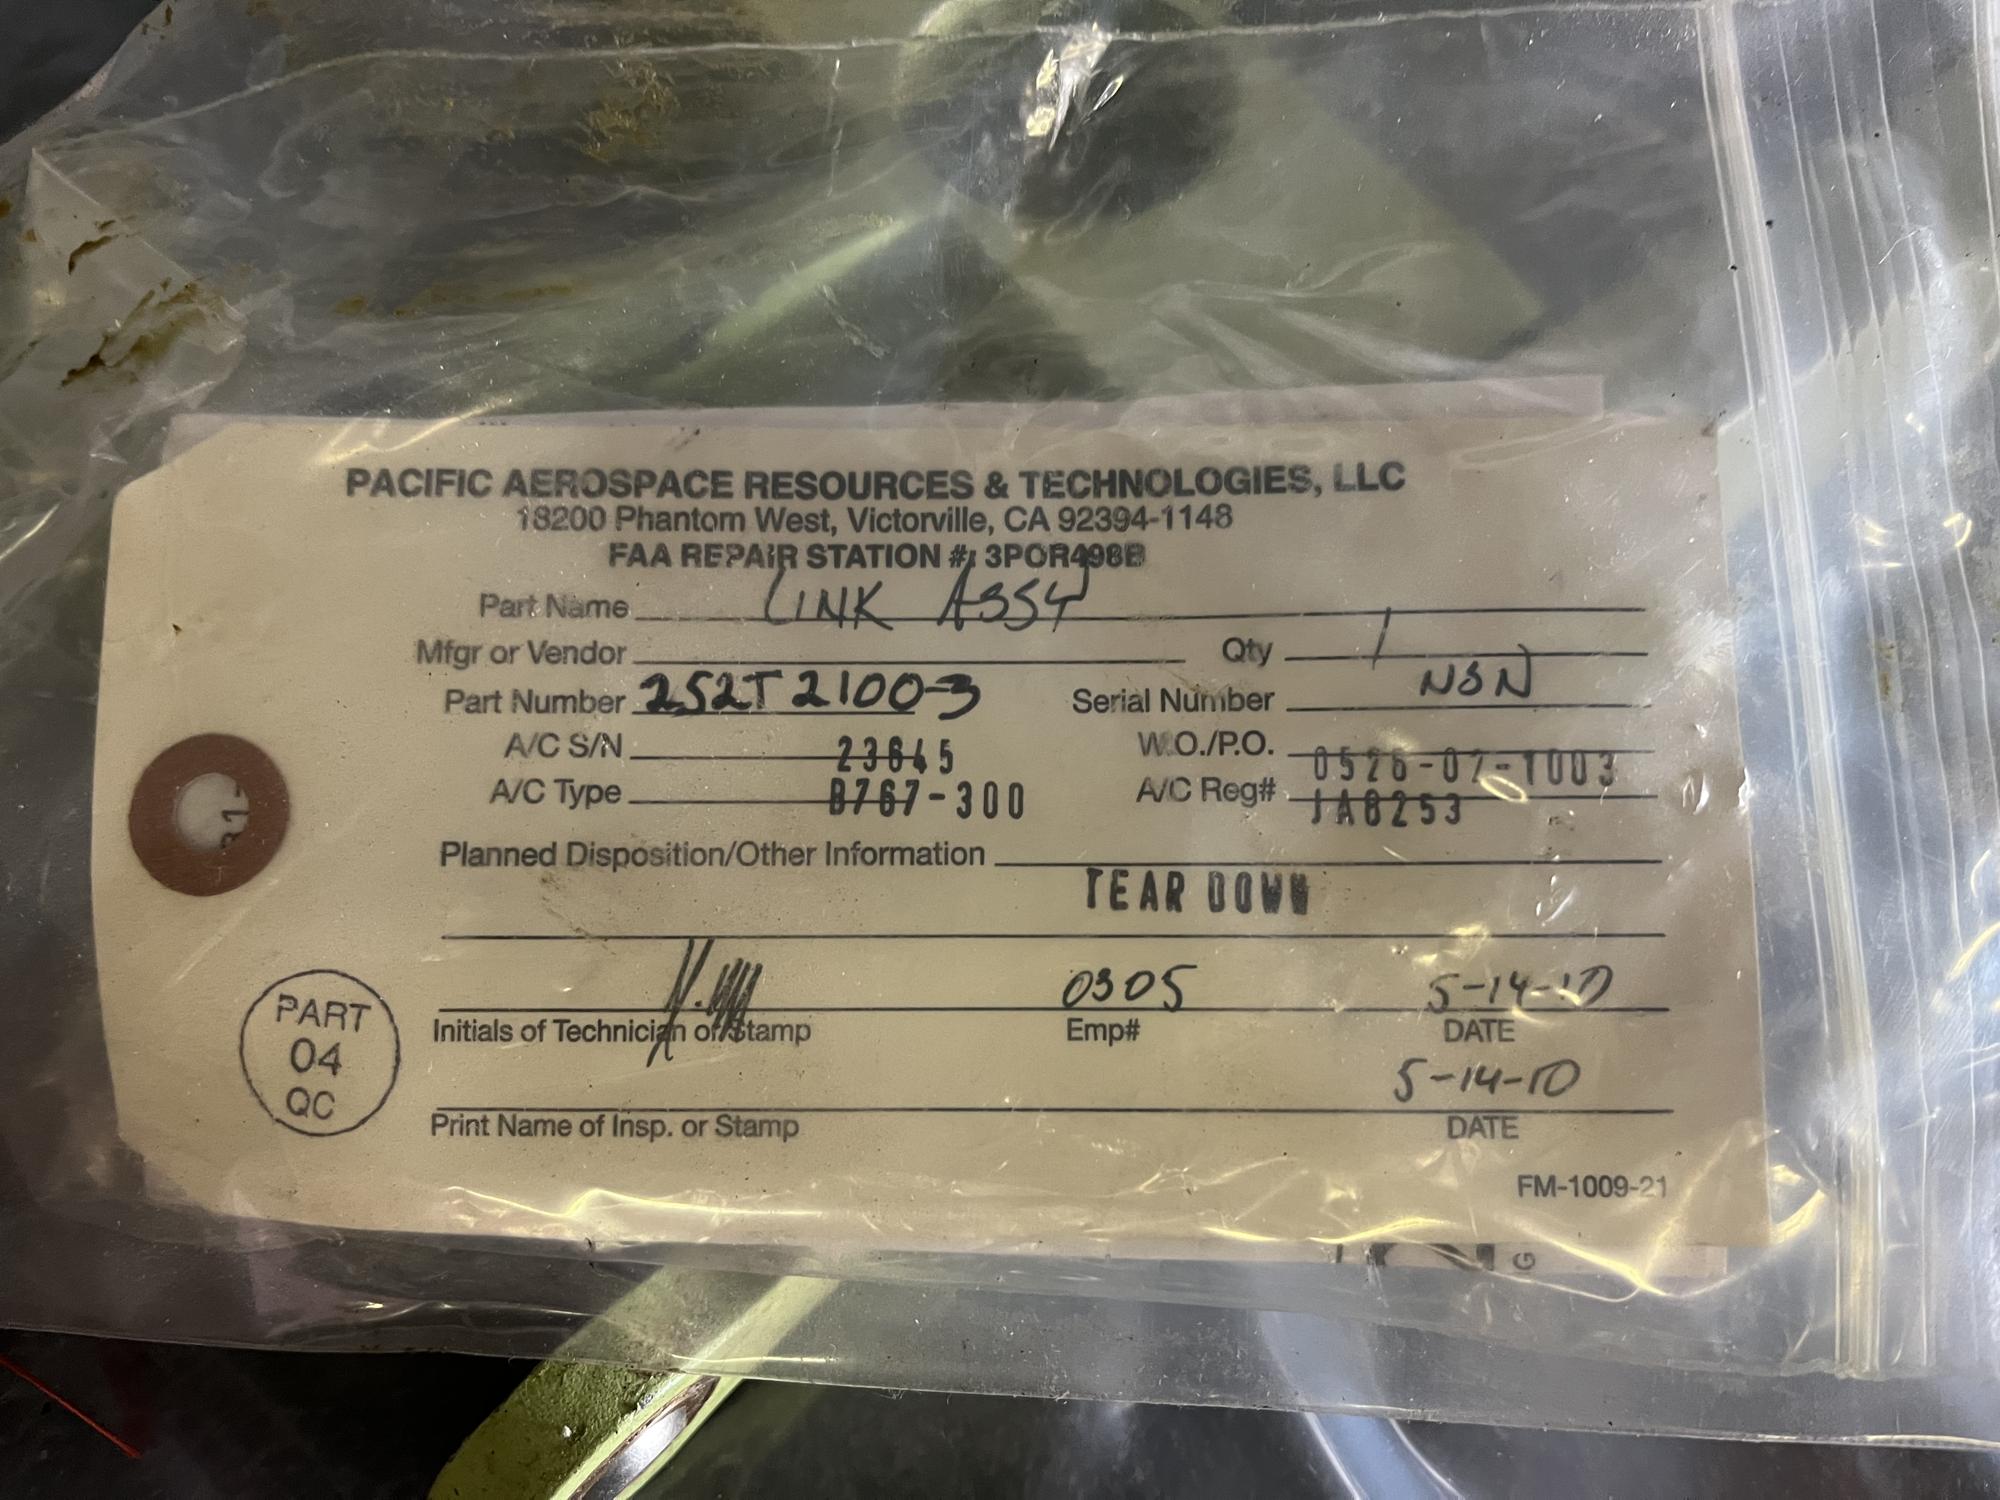 PACIFIC AEROSPACE RESOURCES & TECHNOLOGIES, LLC
18200 Phantom West, Victorville, CA 92394-1148
FAA REPAIR STATION #: 3POR498B
Part Name LINK ASSY
Mfgr or Vendor Qty 1
Part Number 252T2100-3 Serial Number NSN
A/C S/N 23645 W.O./P.O. 0526-02-1003
A/C Type B767-300 A/C Reg# JA8253
Planned Disposition/Other Information
TEAR DOWN
0305 5-14-10
Initials of Technician or Stamp Emp# DATE
5-14-10
Print Name of Insp. or Stamp DATE
PART
04
QC
FM-1009-21
G